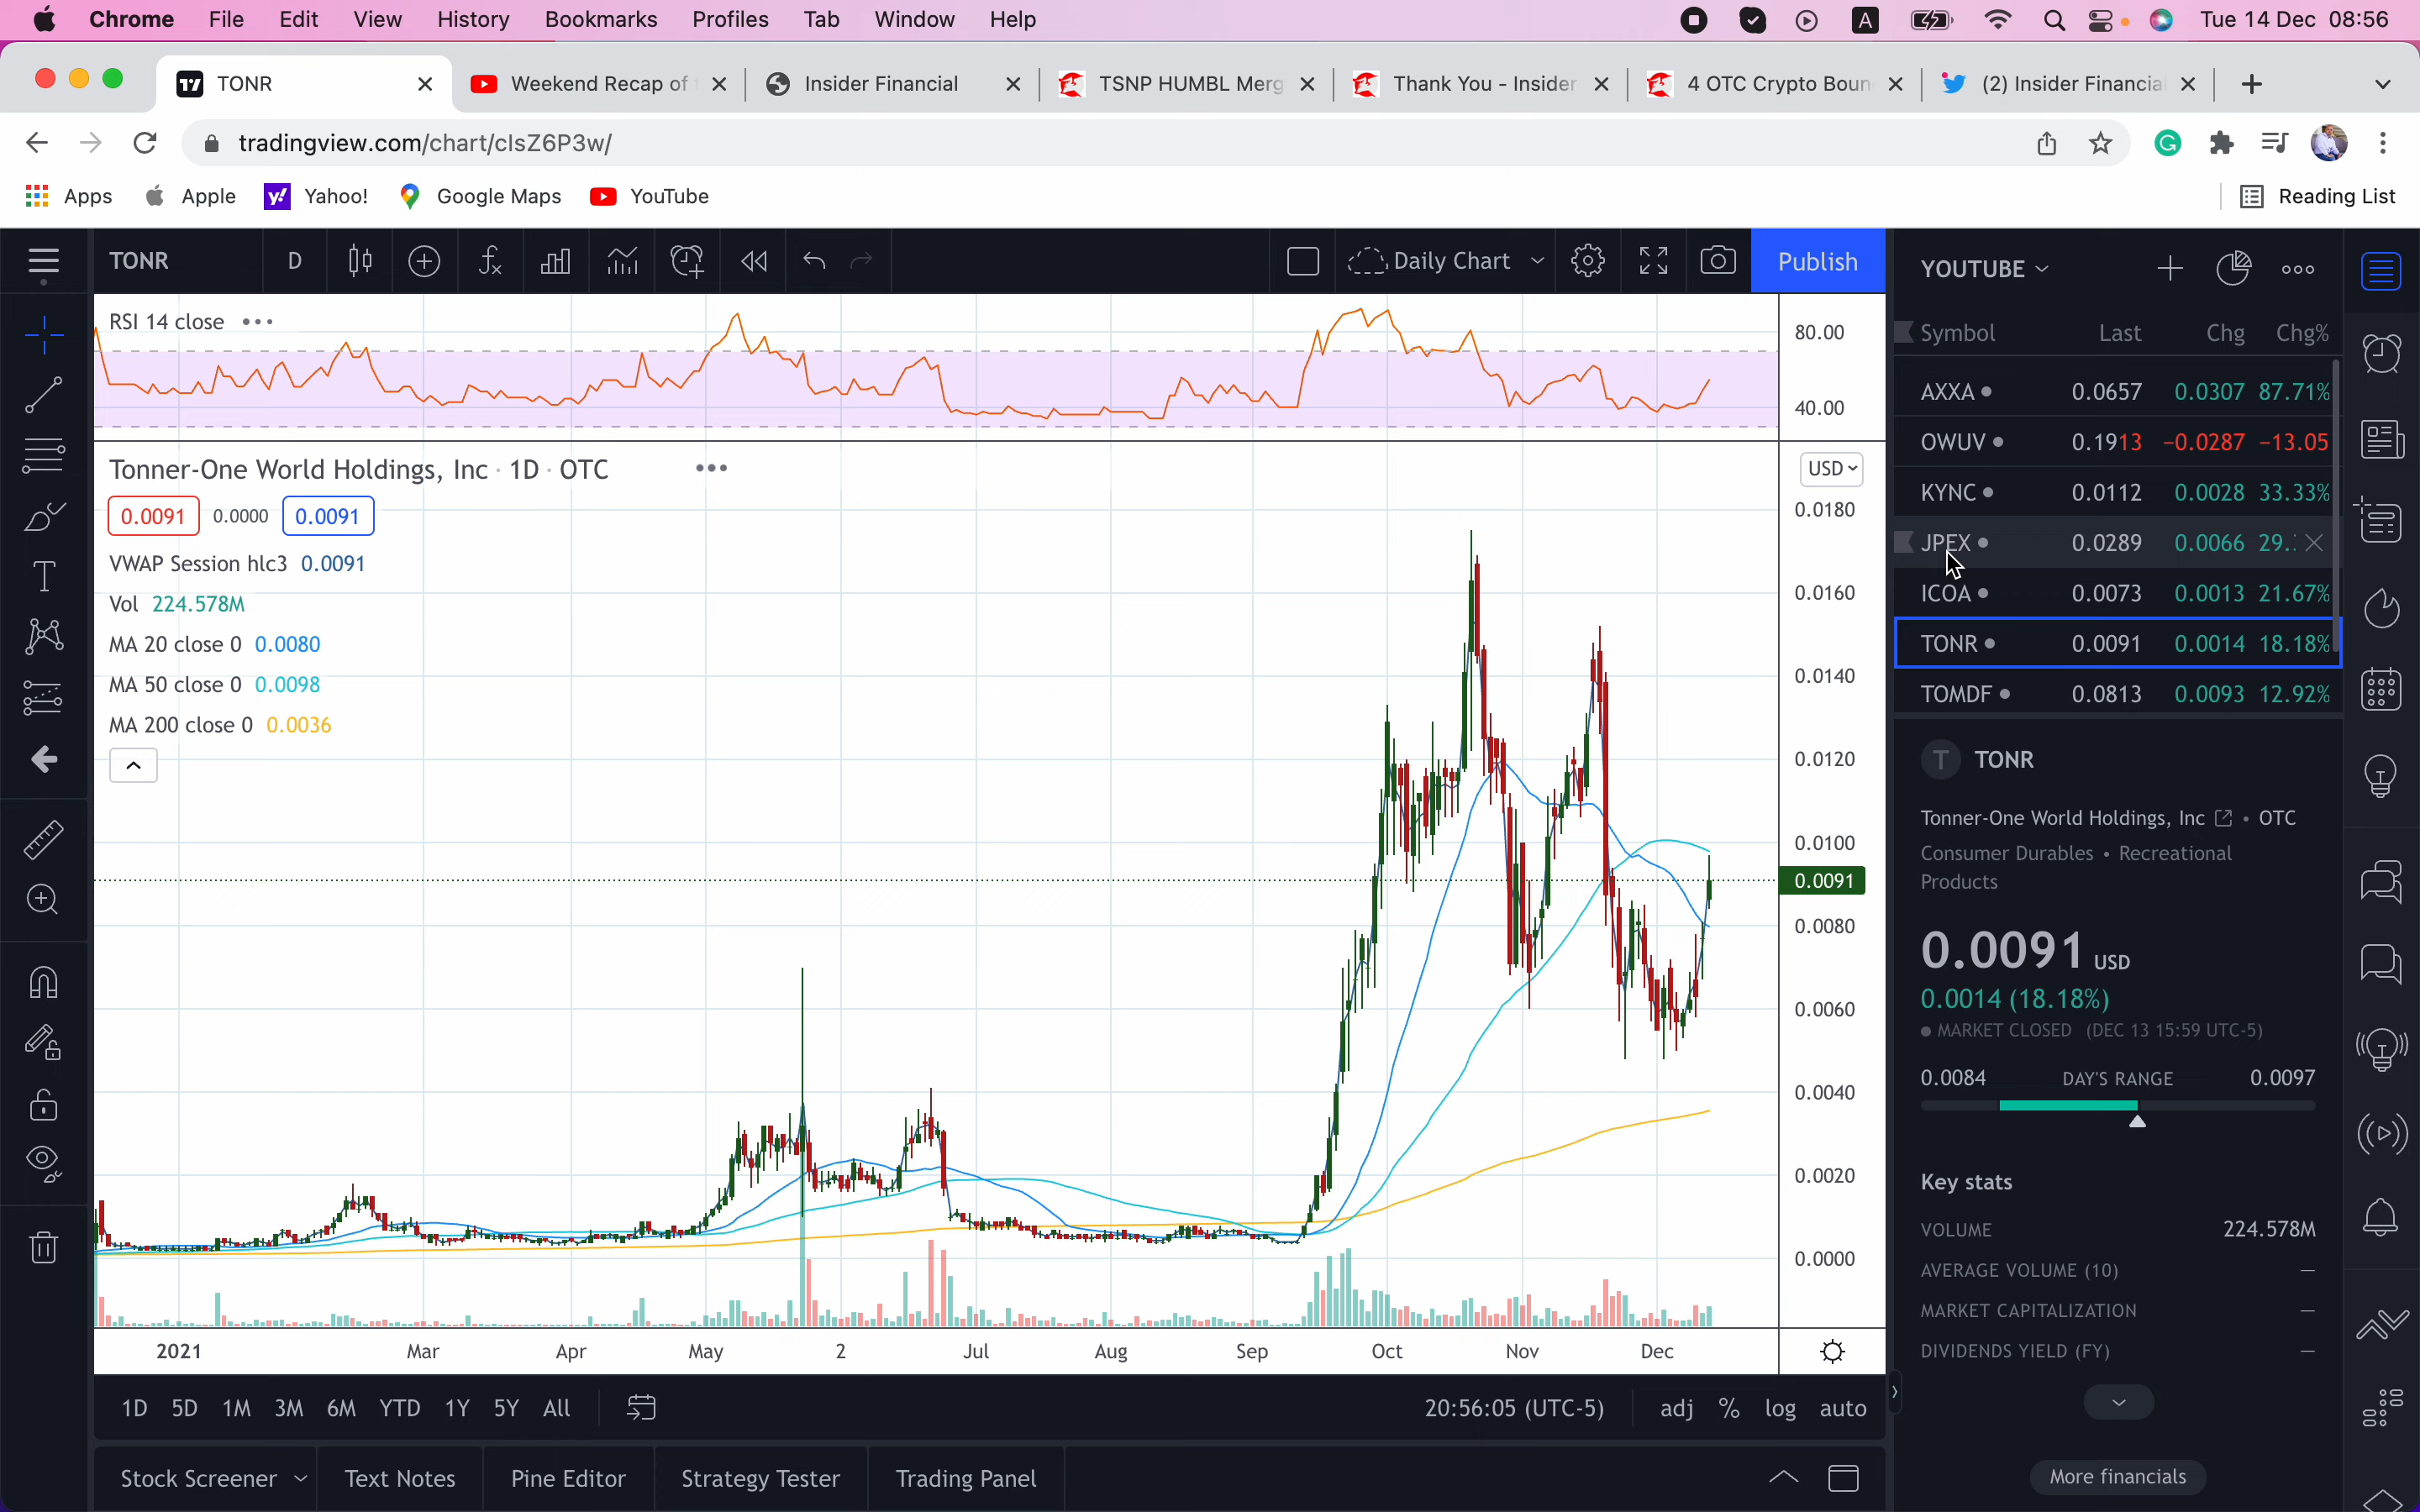 Chrome File Edit View History Bookmarks Profiles Tab Window Help A Tue 14 Dec 08:56
TONR Weekend Recap of Insider Financial TSNP HUMBL Merg Thank You - Insider 4 OTC Crypto Boun (2) Insider Financia
tradingview.com/chart/clsZ6P3w/
Apps Apple Yahoo! Google Maps YouTube Reading List
TONR D Daily Chart Publish
RSI 14 close
80.00
40.00
Tonner-One World Holdings, Inc · 1D · OTC
USD
0.0091 0.0000 0.0091
VWAP Session hlc3 0.0091
Vol 224.578M
MA 20 close 0 0.0080
MA 50 close 0 0.0098
MA 200 close 0 0.0036
0.0180
0.0160
0.0140
0.0120
0.0100
0.0091
0.0080
0.0060
0.0040
0.0020
0.0000
2021 Mar Apr May 2 Jul Aug Sep Oct Nov Dec
1D 5D 1M 3M 6M YTD 1Y 5Y All 20:56:05 (UTC-5) adj % log auto
Stock Screener Text Notes Pine Editor Strategy Tester Trading Panel
YOUTUBE
Symbol Last Chg Chg%
AXXA 0.0657 0.0307 87.71%
OWUV 0.1913 −0.0287 −13.05
KYNC 0.0112 0.0028 33.33%
JPEX 0.0289 0.0066 29.
ICOA 0.0073 0.0013 21.67%
TONR 0.0091 0.0014 18.18%
TOMDF 0.0813 0.0093 12.92%
T TONR
Tonner-One World Holdings, Inc • OTC
Consumer Durables • Recreational
Products
0.0091 USD
0.0014 (18.18%)
MARKET CLOSED (DEC 13 15:59 UTC-5)
0.0084 DAY'S RANGE 0.0097
Key stats
VOLUME 224.578M
AVERAGE VOLUME (10) —
MARKET CAPITALIZATION —
DIVIDENDS YIELD (FY) —
More financials